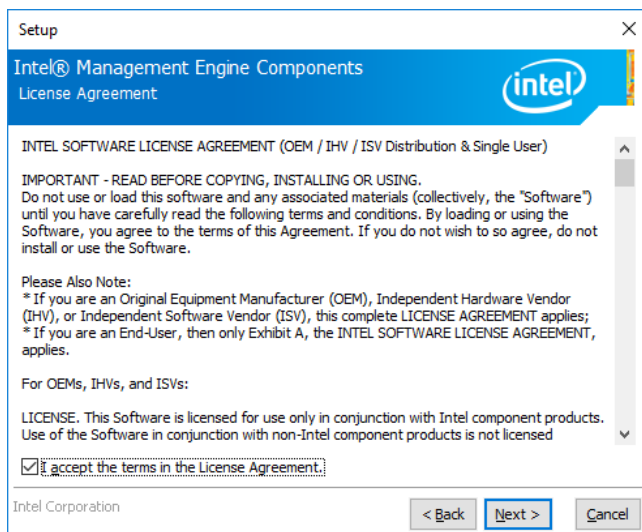 Setup
Intel® Management Engine Components
License Agreement
intel
INTEL SOFTWARE LICENSE AGREEMENT (OEM / IHV / ISV Distribution & Single User)
IMPORTANT - READ BEFORE COPYING, INSTALLING OR USING.
Do not use or load this software and any associated materials (collectively, the "Software")
until you have carefully read the following terms and conditions. By loading or using the
Software, you agree to the terms of this Agreement. If you do not wish to so agree, do not
install or use the Software.
Please Also Note:
* If you are an Original Equipment Manufacturer (OEM), Independent Hardware Vendor
(IHV), or Independent Software Vendor (ISV), this complete LICENSE AGREEMENT applies;
* If you are an End-User, then only Exhibit A, the INTEL SOFTWARE LICENSE AGREEMENT,
applies.
For OEMs, IHVs, and ISVs:
LICENSE. This Software is licensed for use only in conjunction with Intel component products.
Use of the Software in conjunction with non-Intel component products is not licensed
I accept the terms in the License Agreement.
Intel Corporation
< Back
Next >
Cancel